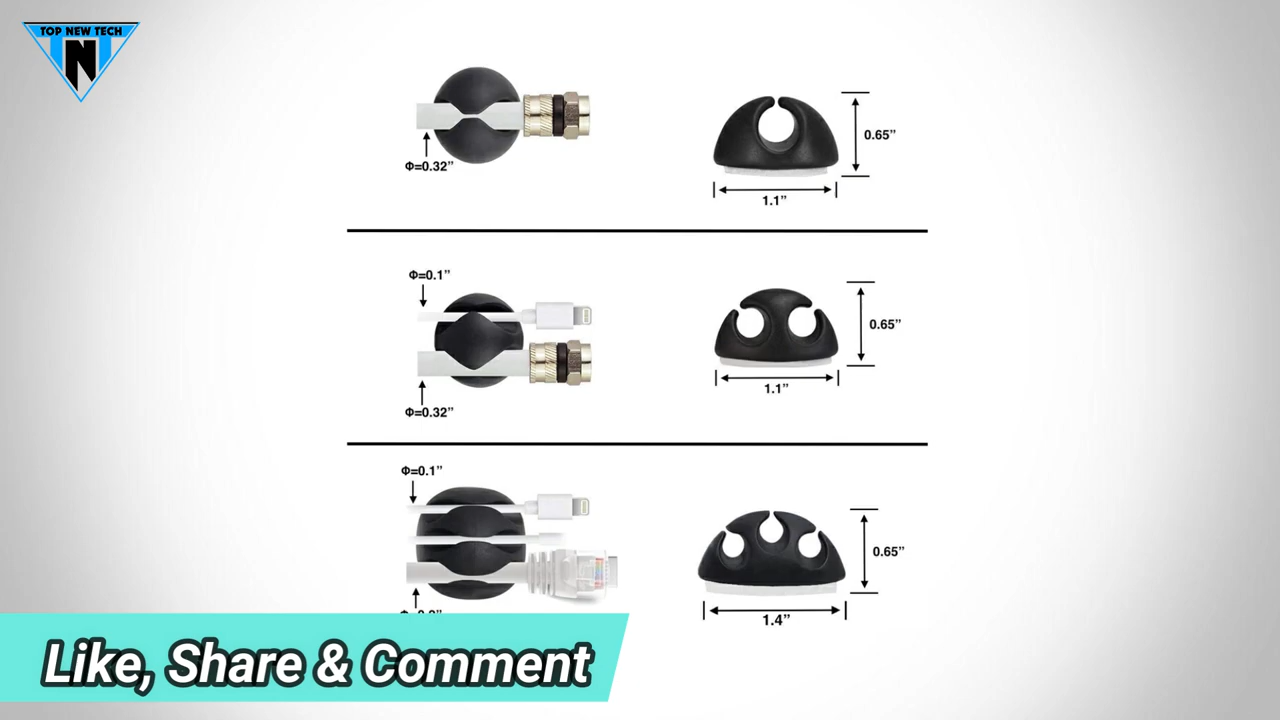 TOP NEW TECH
N
Φ=0.32”
0.65”
1.1”
Φ=0.1”
0.65”
1.1”
Φ=0.32”
Φ=0.1”
0.65”
1.4”
Like, Share & Comment